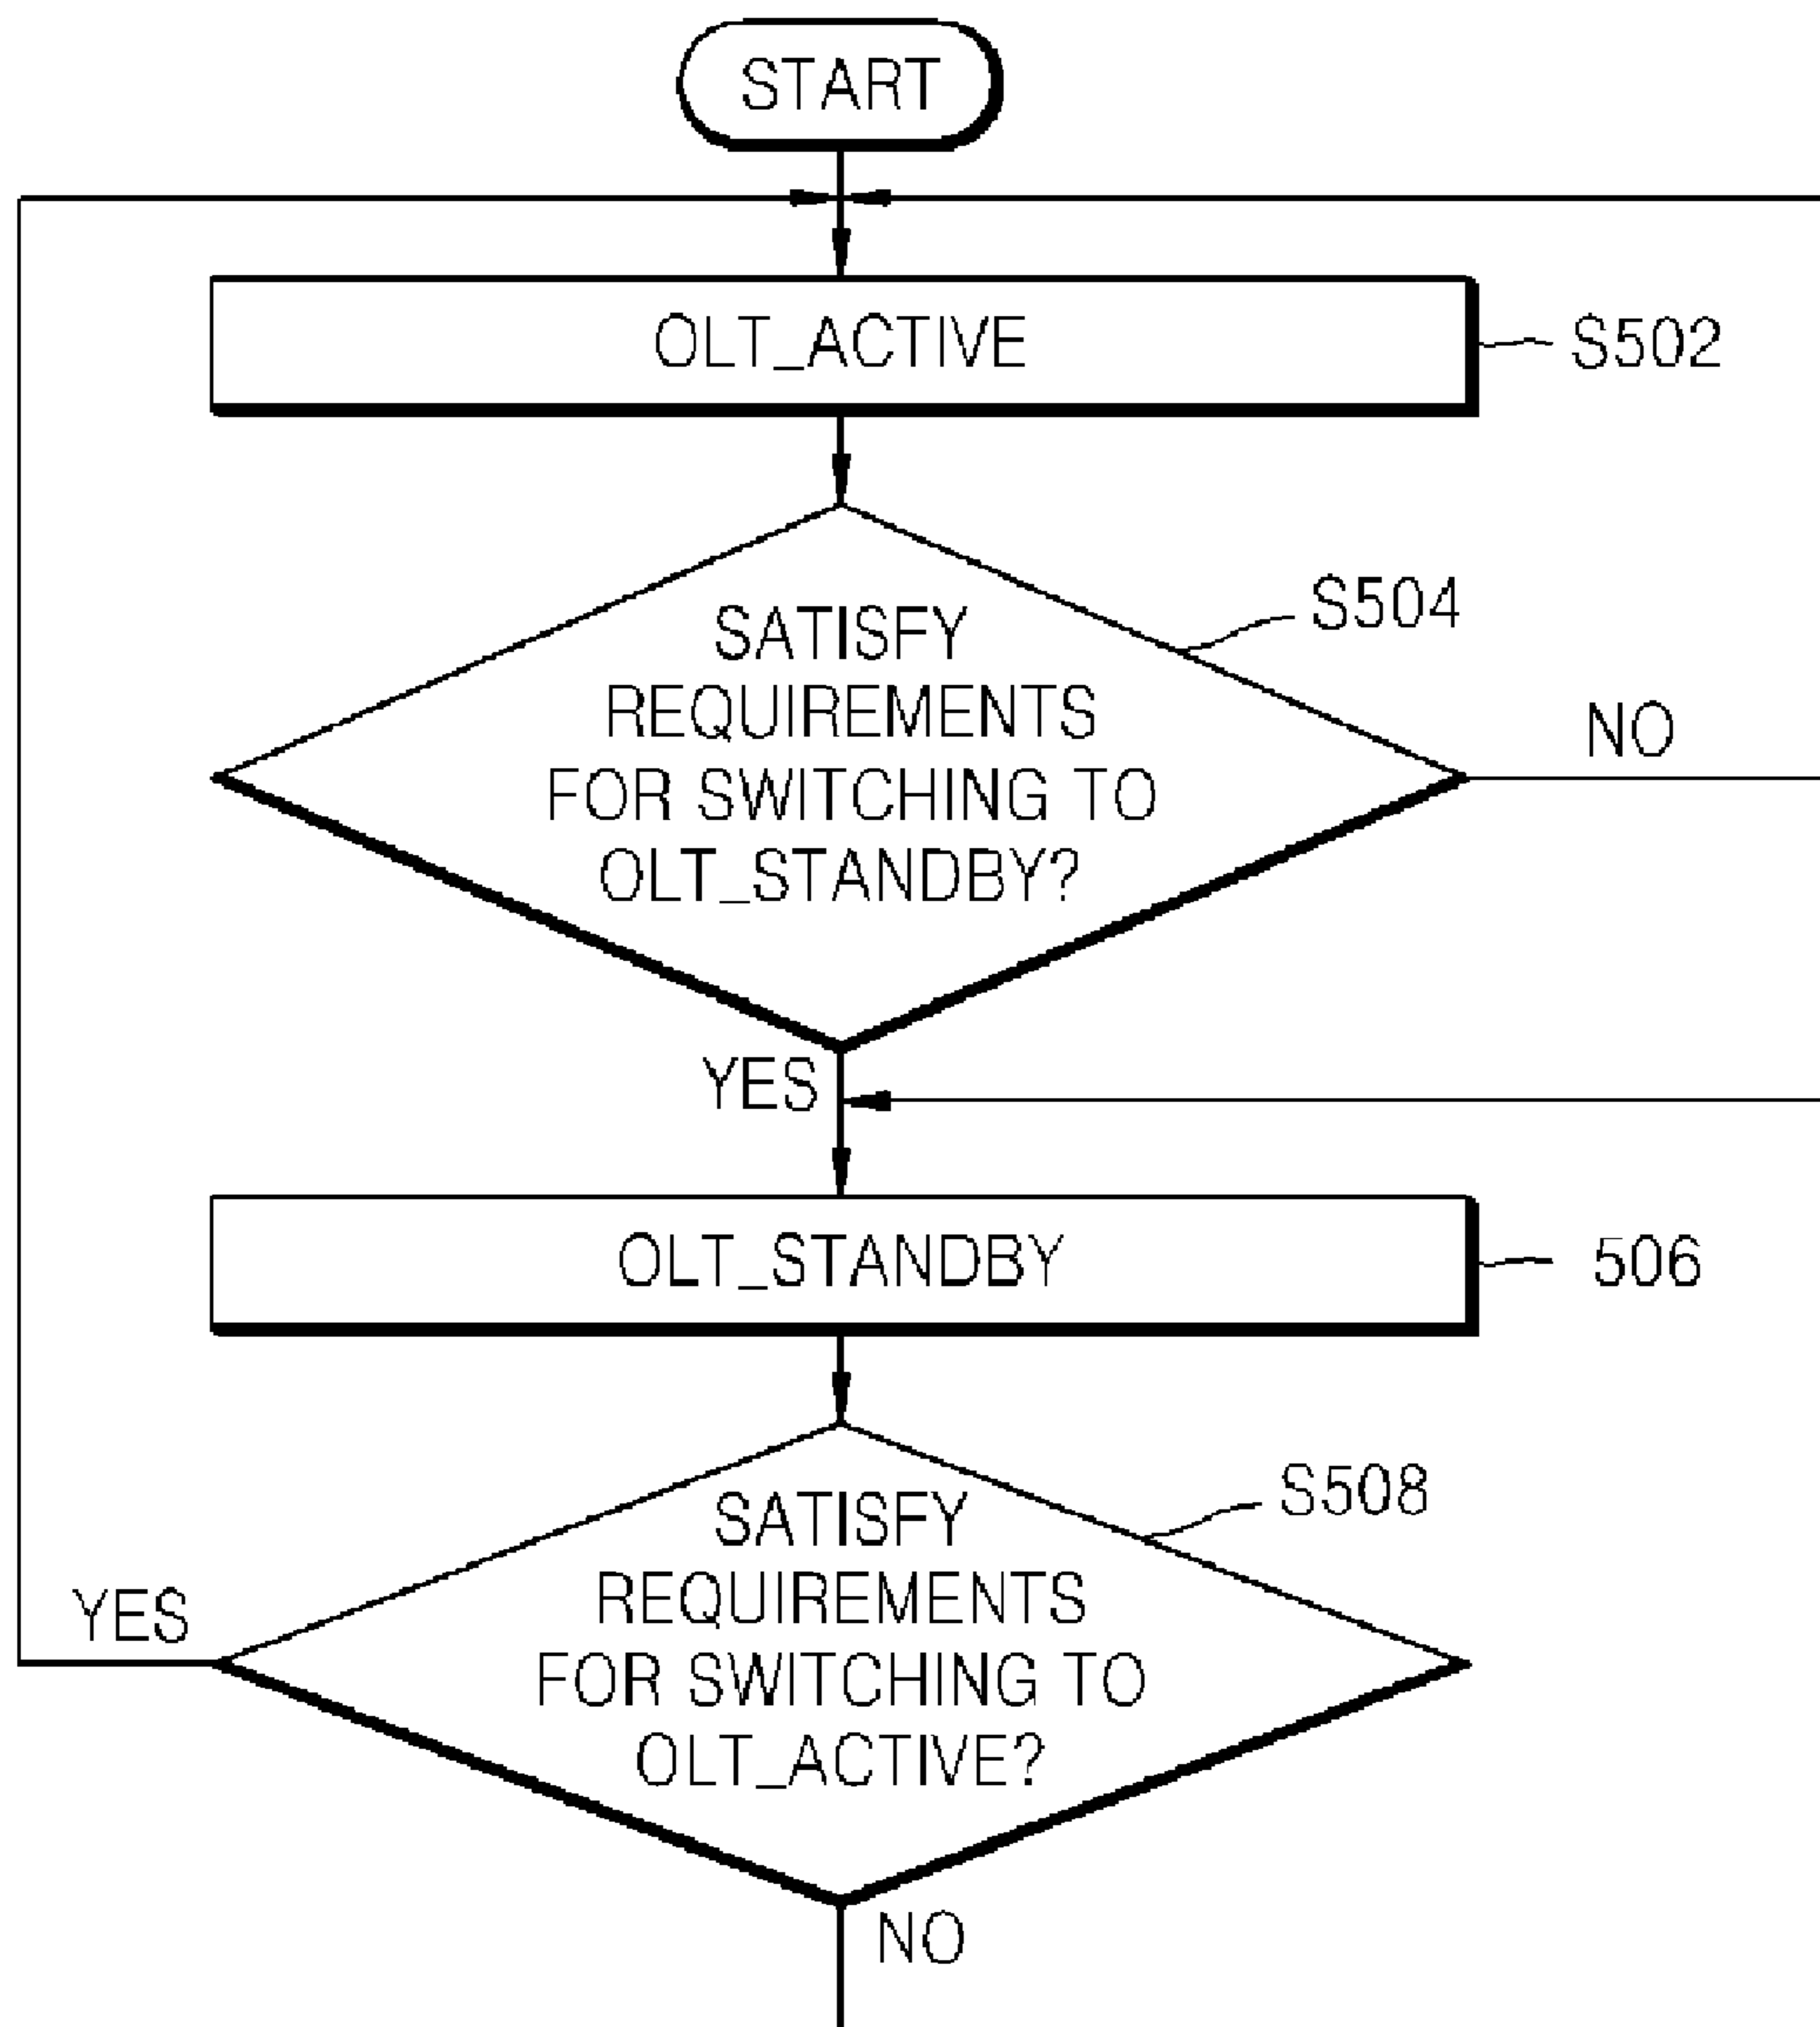 START
OLT_ACTIVE
S502
S504
SATISFY
REQUIREMENTS
FOR SWITCHING TO
OLT_STANDBY?
NO
YES
OLT_STANDBY
506
S508
SATISFY
REQUIREMENTS
FOR SWITCHING TO
OLT_ACTIVE?
YES
NO